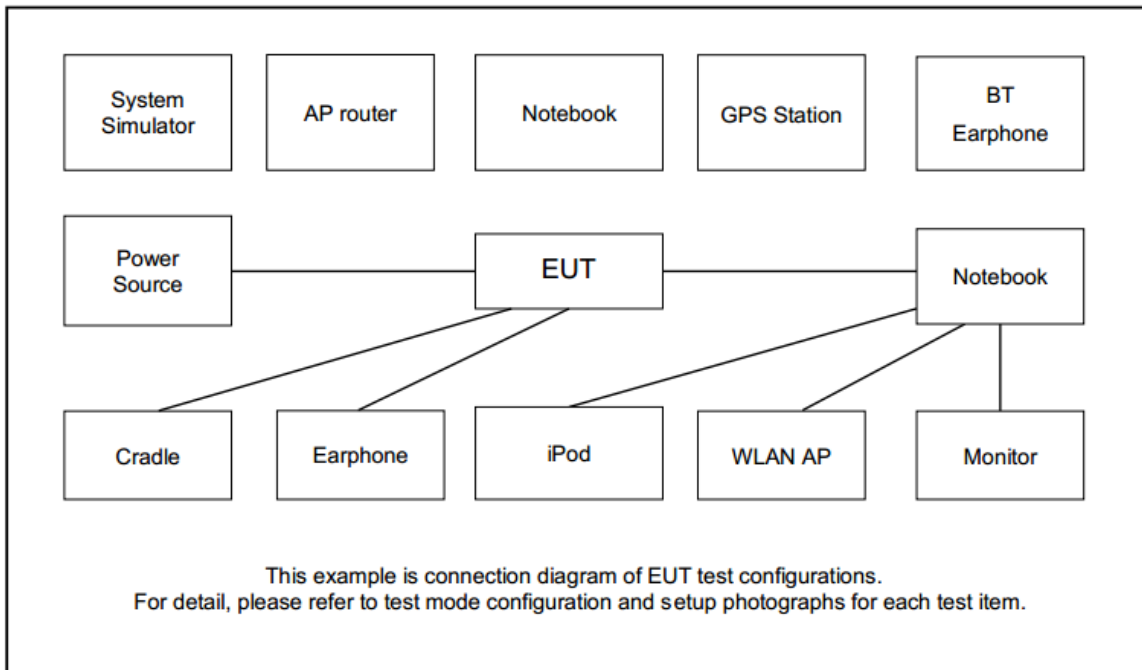 System
Simulator
AP router
Notebook
GPS Station
BT
Earphone
Power
Source
EUT
Notebook
Cradle
Earphone
iPod
WLAN AP
Monitor
This example is connection diagram of EUT test configurations.
For detail, please refer to test mode configuration and setup photographs for each test item.